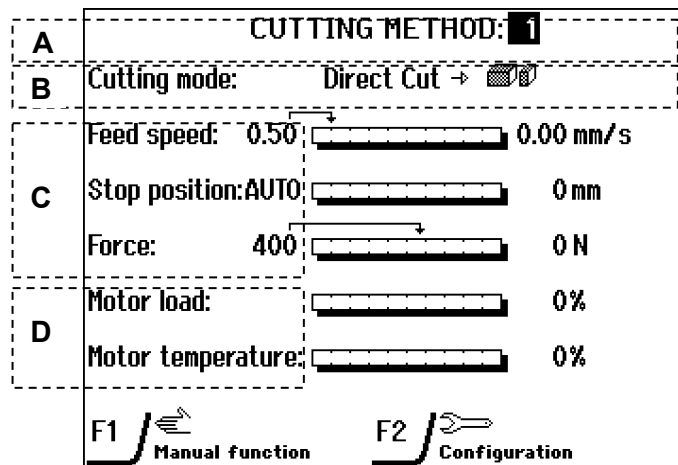 A CUTTING METHOD: 1
B Cutting mode: Direct Cut →
Feed speed: 0.50 0.00 mm/s
C Stop position: AUTO 0 mm
Force: 400 0 N
Motor load: 0%
D
Motor temperature: 0%
F1 Manual function F2 Configuration